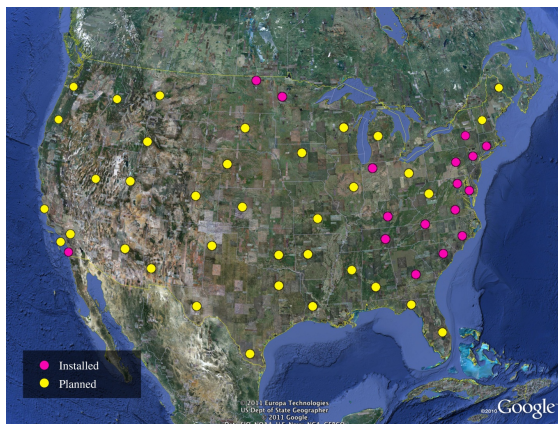 Installed
Planned
© 2011 Europa Technologies
US Dept of State Geographer
© 2011 Google
©2010 Google